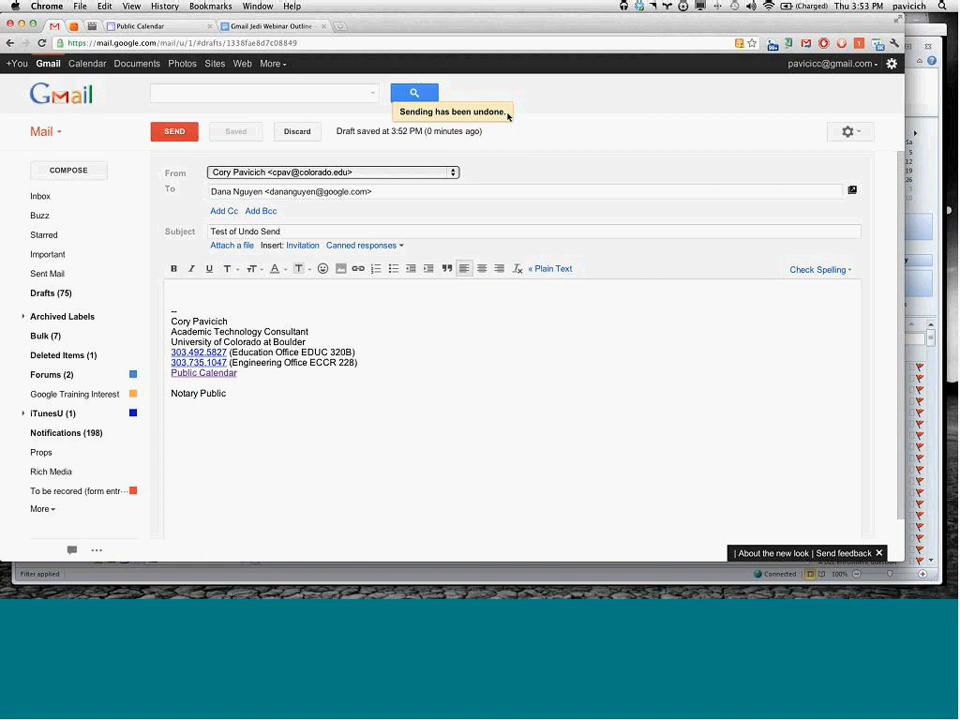 Chrome File Edit View History Bookmarks Window Help (Charged) Thu 3:53 PM pavicich
Public Calendar × Gmail Jedi Webinar Outline ×
https://mail.google.com/mail/u/1/#drafts/1338fae8d7c08849
+You Gmail Calendar Documents Photos Sites Web More pavicicc@gmail.com
Gmail
Sending has been undone.
Mail SEND Saved Discard Draft saved at 3:52 PM (0 minutes ago)
COMPOSE
From Cory Pavicich <cpav@colorado.edu>
To Dana Nguyen <dananguyen@google.com>
Add Cc Add Bcc
Subject Test of Undo Send
Attach a file Insert: Invitation Canned responses
B I U T T A T « Plain Text Check Spelling
Inbox
Buzz
Starred
Important
Sent Mail
Drafts (75)
Archived Labels
Bulk (7)
Deleted Items (1)
Forums (2)
Google Training Interest
iTunesU (1)
Notifications (198)
Props
Rich Media
To be recored (form entr...
More
--
Cory Pavicich
Academic Technology Consultant
University of Colorado at Boulder
303.492.5827 (Education Office EDUC 320B)
303.735.1047 (Engineering Office ECCR 228)
Public Calendar
Notary Public
| About the new look | Send feedback ×
Filter applied Connected 100%